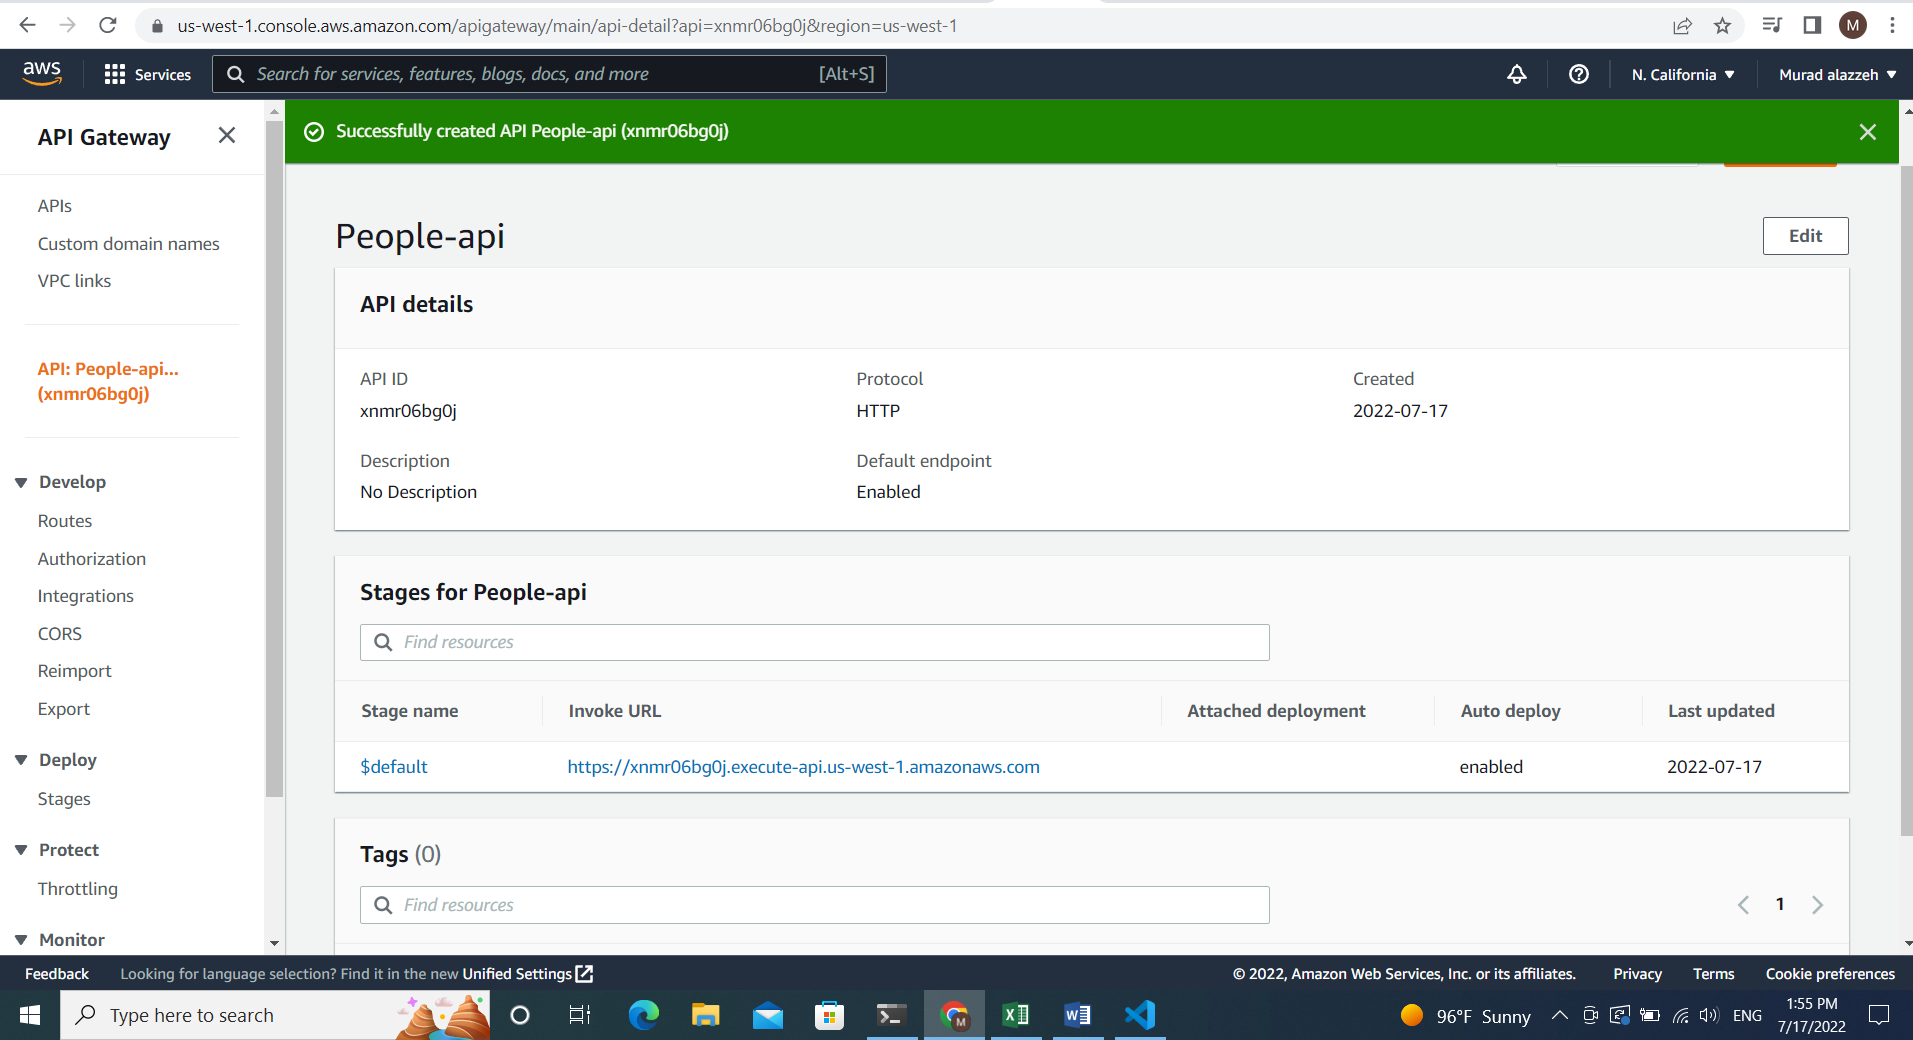 us-west-1.console.aws.amazon.com/apigateway/main/api-detail?api=xnmr06bg0j&region=us-west-1
M
aws
Services
Search for services, features, blogs, docs, and more
[Alt+S]
N. California ▼
Murad alazzeh ▼
API Gateway
Successfully created API People-api (xnmr06bg0j)
APIs
Custom domain names
VPC links
API: People-api...
(xnmr06bg0j)
Develop
Routes
Authorization
Integrations
CORS
Reimport
Export
Deploy
Stages
Protect
Throttling
Monitor
People-api
Edit
API details
API ID
xnmr06bg0j
Protocol
HTTP
Created
2022-07-17
Description
No Description
Default endpoint
Enabled
Stages for People-api
Find resources
Stage name
Invoke URL
Attached deployment
Auto deploy
Last updated
$default
https://xnmr06bg0j.execute-api.us-west-1.amazonaws.com
enabled
2022-07-17
Tags (0)
Find resources
1
Feedback
Looking for language selection? Find it in the new Unified Settings
© 2022, Amazon Web Services, Inc. or its affiliates.
Privacy
Terms
Cookie preferences
Type here to search
M
96°F Sunny
ENG
1:55 PM
7/17/2022